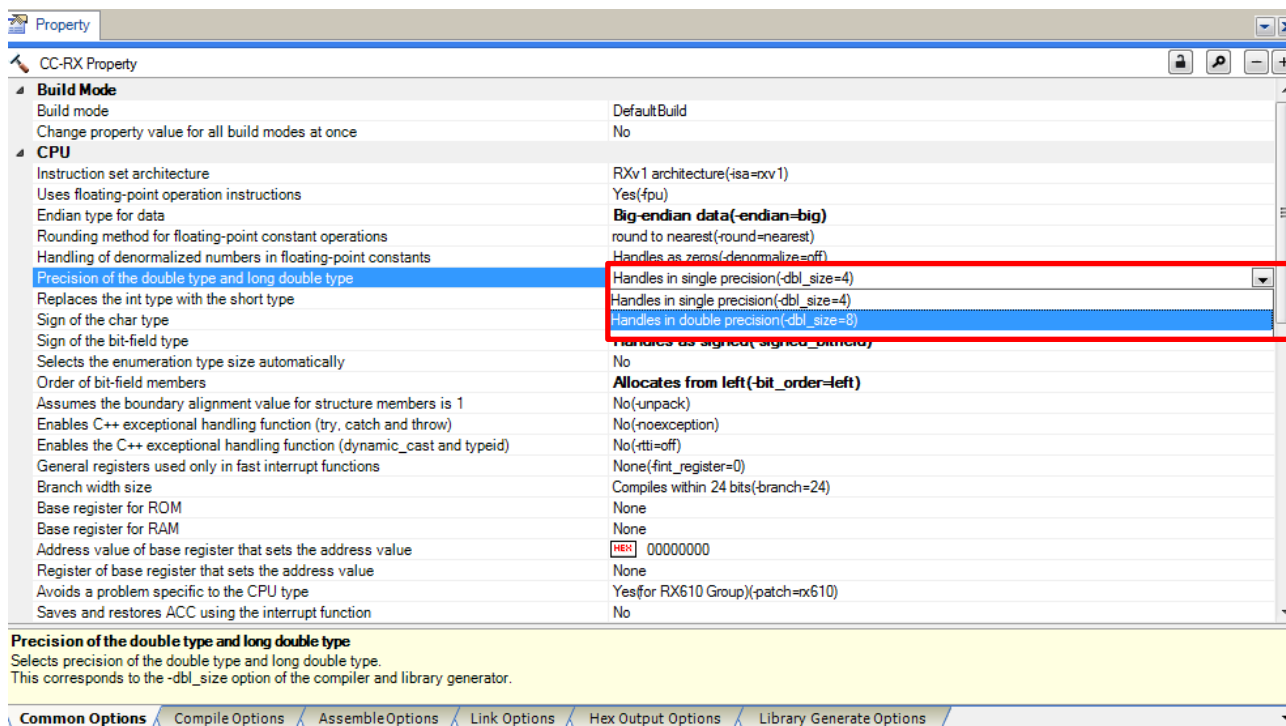 Property
CC-RX Property
Build Mode
Build mode DefaultBuild
Change property value for all build modes at once No
CPU
Instruction set architecture RXv1 architecture(-isa=rxv1)
Uses floating-point operation instructions Yes(-fpu)
Endian type for data Big-endian data(-endian=big)
Rounding method for floating-point constant operations round to nearest(-round=nearest)
Handling of denormalized numbers in floating-point constants Handles as zeros(-denormalize=off)
Precision of the double type and long double type Handles in single precision(-dbl_size=4)
Replaces the int type with the short type Handles in single precision(-dbl_size=4)
Sign of the char type Handles in double precision(-dbl_size=8)
Sign of the bit-field type Handles as signed(-signed_bitfield)
Selects the enumeration type size automatically No
Order of bit-field members Allocates from left(-bit_order=left)
Assumes the boundary alignment value for structure members is 1 No(-unpack)
Enables C++ exceptional handling function (try, catch and throw) No(-noexception)
Enables the C++ exceptional handling function (dynamic_cast and typeid) No(-rtti=off)
General registers used only in fast interrupt functions None(-fint_register=0)
Branch width size Compiles within 24 bits(-branch=24)
Base register for ROM None
Base register for RAM None
Address value of base register that sets the address value HEX 00000000
Register of base register that sets the address value None
Avoids a problem specific to the CPU type Yes(for RX610 Group)(-patch=rx610)
Saves and restores ACC using the interrupt function No
Precision of the double type and long double type
Selects precision of the double type and long double type.
This corresponds to the -dbl_size option of the compiler and library generator.
Common Options Compile Options Assemble Options Link Options Hex Output Options Library Generate Options